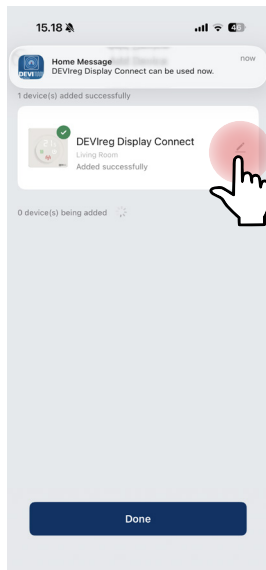 15.18
46
Home Message
now
DEVIreg Display Connect can be used now.
DEVI
1 device(s) added successfully
DEVIreg Display Connect
Living Room
Added successfully
0 device(s) being added
Done